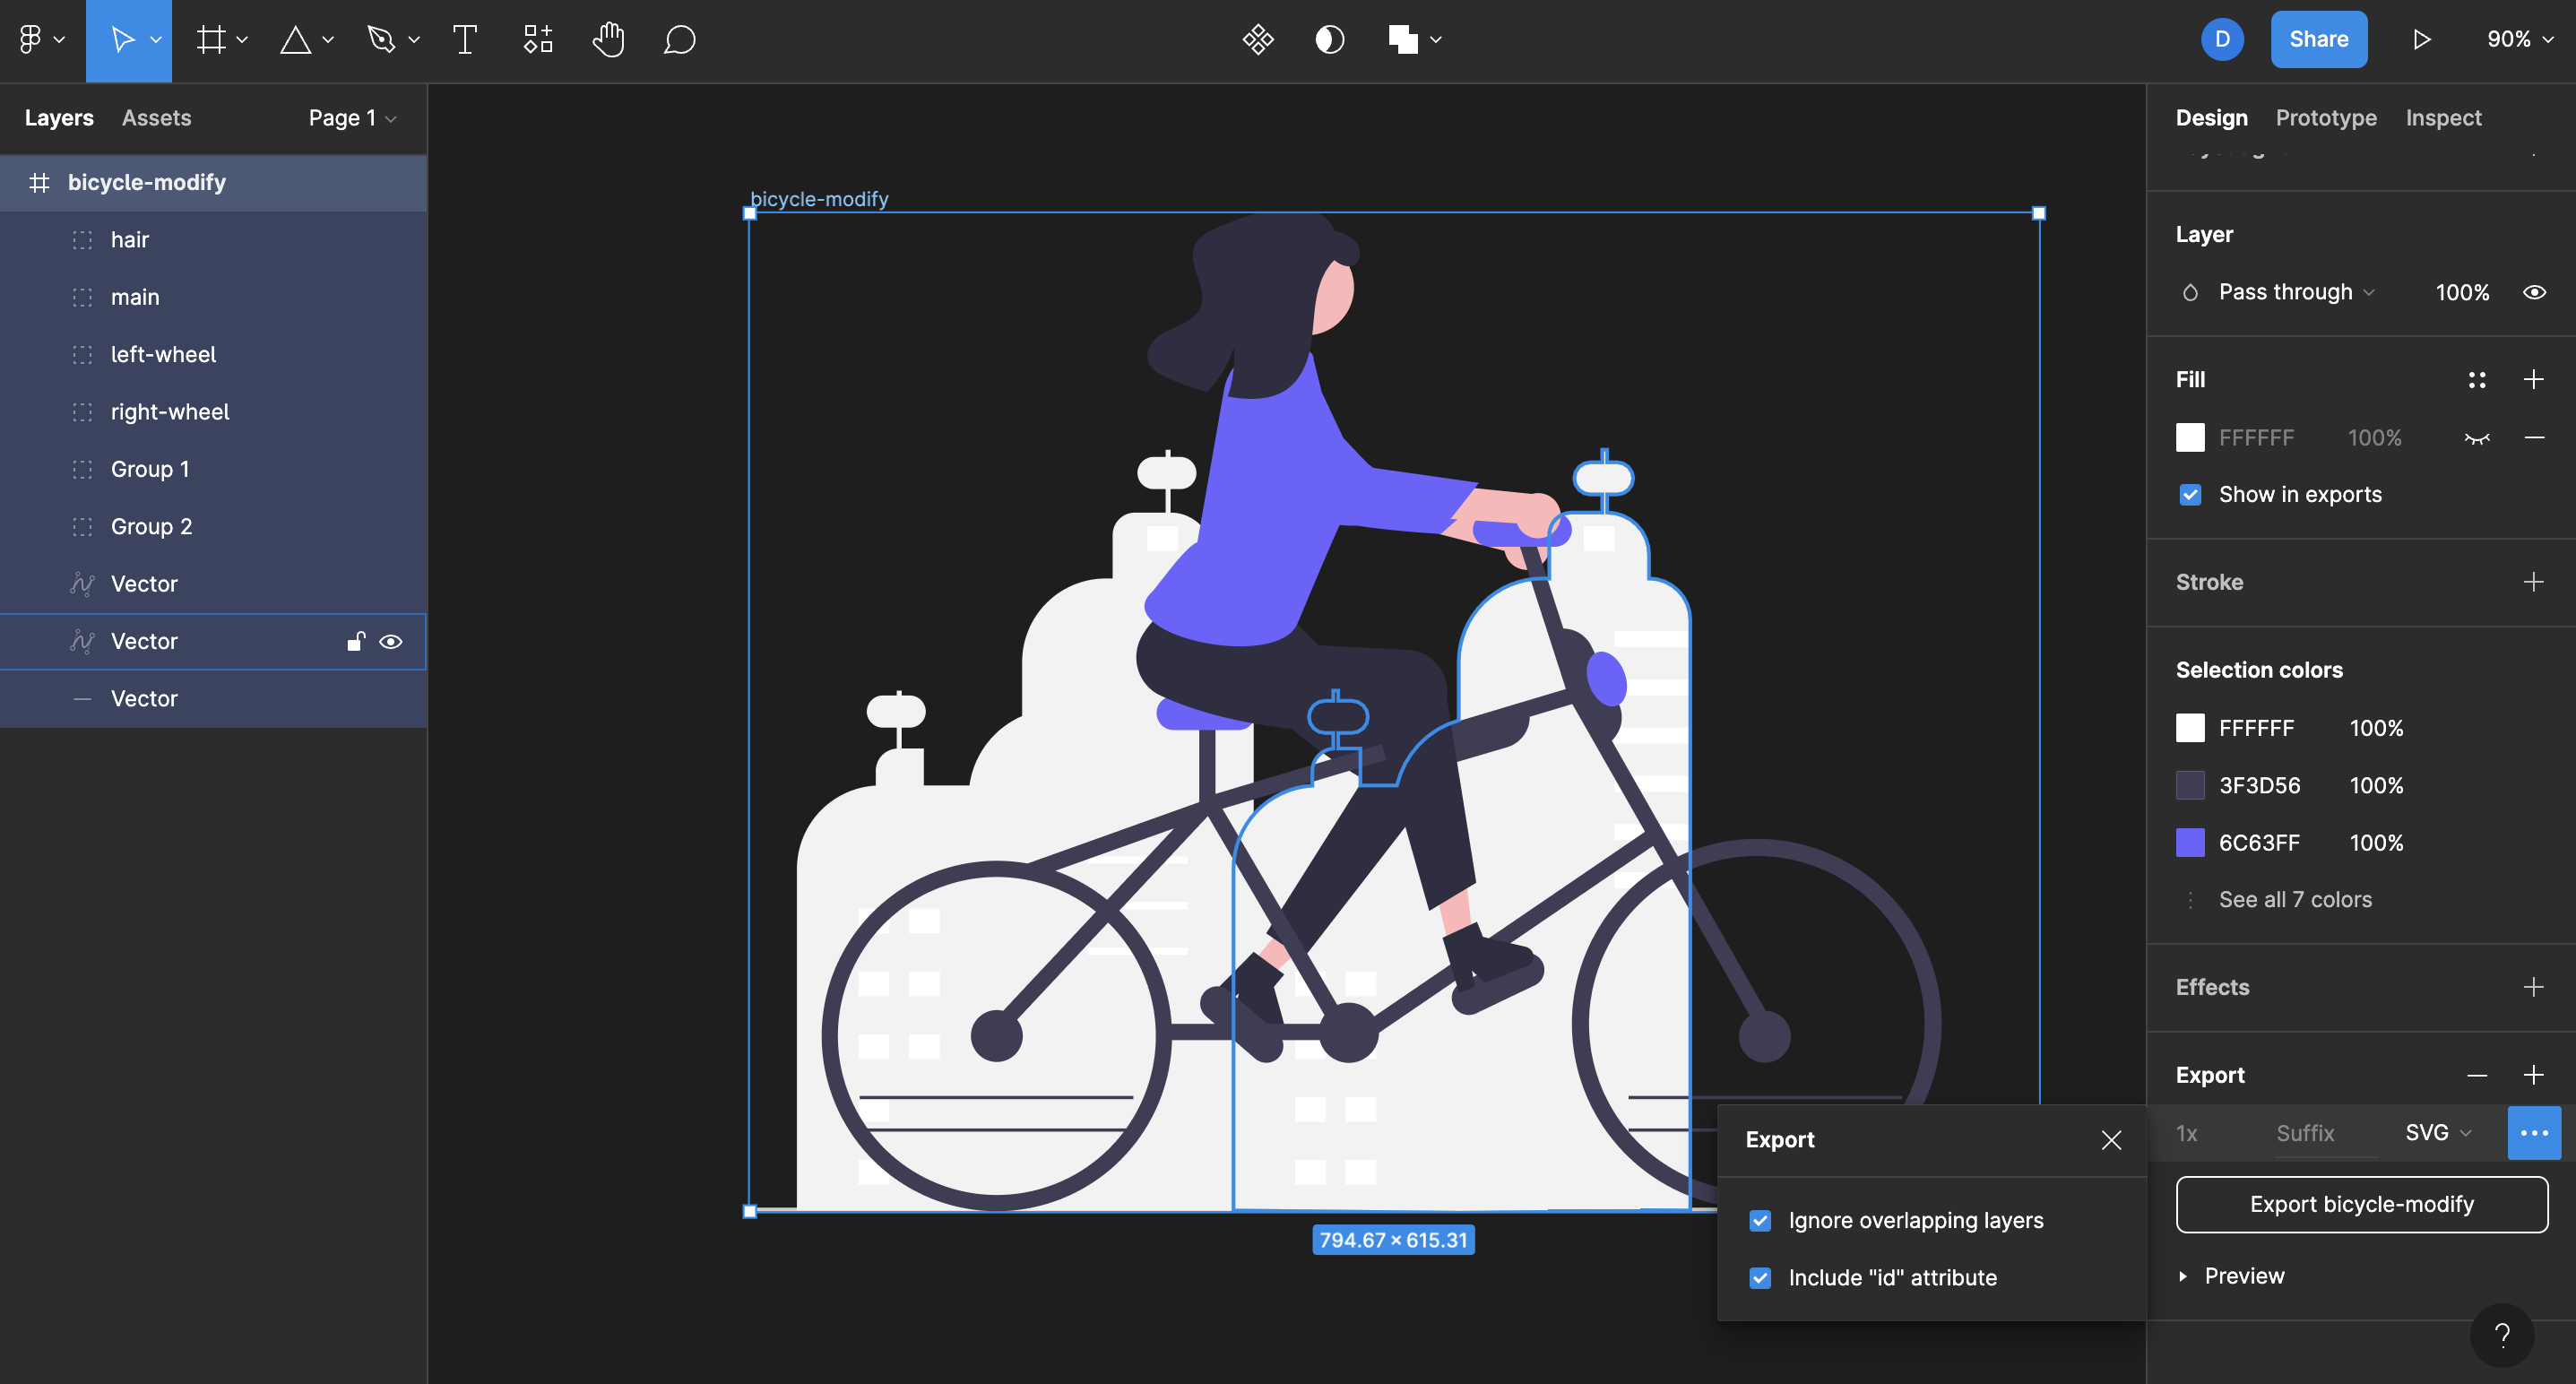 D
Share
90%
Layers
Assets
Page 1
bicycle-modify
hair
main
left-wheel
right-wheel
Group 1
Group 2
Vector
Vector
Vector
bicycle-modify
794.67 × 615.31
Design
Prototype
Inspect
Layer
Pass through
100%
Fill
FFFFFF
100%
Show in exports
Stroke
Selection colors
FFFFFF
100%
3F3D56
100%
6C63FF
100%
See all 7 colors
Effects
Export
1x
Suffix
SVG
Export bicycle-modify
Preview
Export
Ignore overlapping layers
Include "id" attribute
?